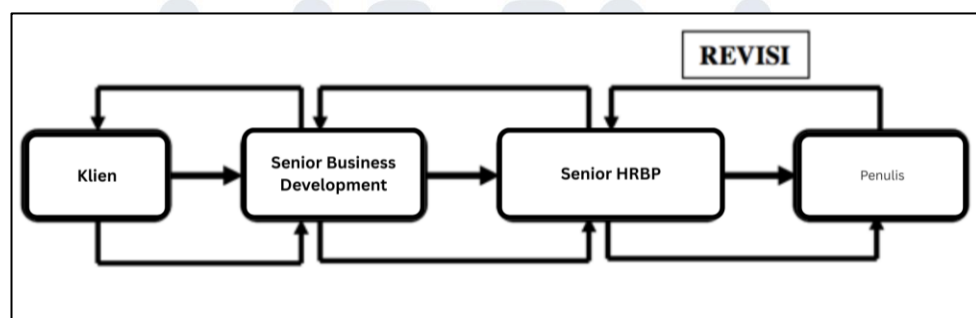 REVISI
Klien
Senior Business
Development
Senior HRBP
Penulis